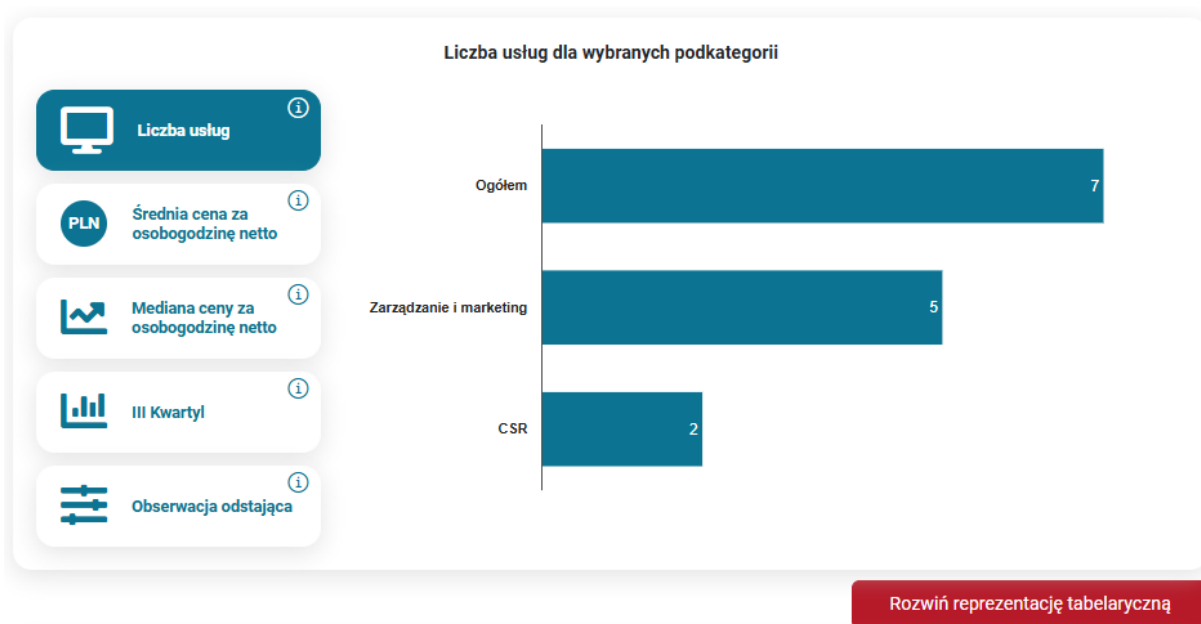 Liczba usług dla wybranych podkategorii
Liczba usług
PLN
Średnia cena za
osobogodzinę netto
Mediana ceny za
osobogodzinę netto
III Kwartyl
Obserwacja odstająca
Ogółem
7
Zarządzanie i marketing
5
CSR
2
Rozwiń reprezentację tabelaryczną